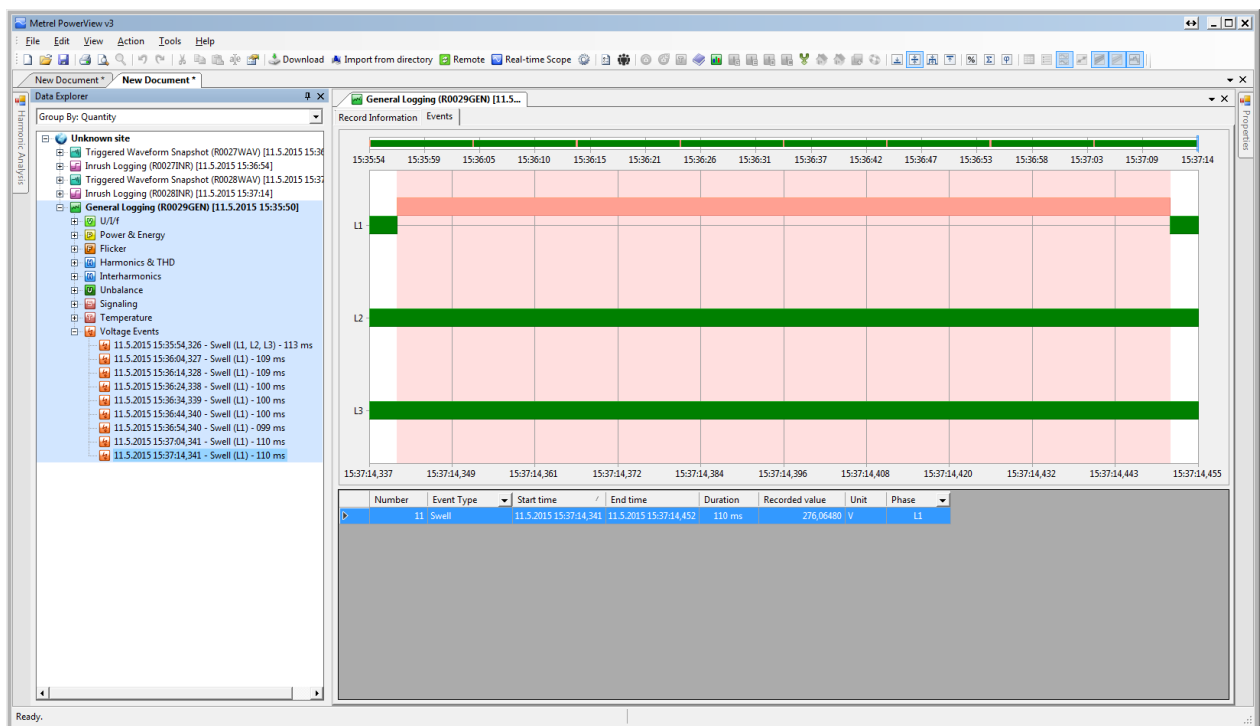 Metrel PowerView v3
File Edit View Action Tools Help
Download Import from directory Remote Real-time Scope
New Document * New Document *
Data Explorer
Group By: Quantity
Unknown site
Triggered Waveform Snapshot (R0027WAV) [11.5.2015 15:36
Inrush Logging (R0027INR) [11.5.2015 15:36:54]
Triggered Waveform Snapshot (R0028WAV) [11.5.2015 15:37
Inrush Logging (R0028INR) [11.5.2015 15:37:14]
General Logging (R0029GEN) [11.5.2015 15:35:50]
U/I/f
Power & Energy
Flicker
Harmonics & THD
Interharmonics
Unbalance
Signaling
Temperature
Voltage Events
11.5.2015 15:35:54,326 - Swell (L1, L2, L3) - 113 ms
11.5.2015 15:36:04,327 - Swell (L1) - 109 ms
11.5.2015 15:36:14,328 - Swell (L1) - 109 ms
11.5.2015 15:36:24,338 - Swell (L1) - 100 ms
11.5.2015 15:36:34,339 - Swell (L1) - 100 ms
11.5.2015 15:36:44,340 - Swell (L1) - 100 ms
11.5.2015 15:36:54,340 - Swell (L1) - 099 ms
11.5.2015 15:37:04,341 - Swell (L1) - 110 ms
11.5.2015 15:37:14,341 - Swell (L1) - 110 ms
Harmonic Analysis
General Logging (R0029GEN) [11.5...
Record Information Events
15:35:54 15:35:59 15:36:05 15:36:10 15:36:15 15:36:21 15:36:26 15:36:31 15:36:37 15:36:42 15:36:47 15:36:53 15:36:58 15:37:03 15:37:09 15:37:14
L1
L2
L3
15:37:14,337 15:37:14,349 15:37:14,361 15:37:14,372 15:37:14,384 15:37:14,396 15:37:14,408 15:37:14,420 15:37:14,432 15:37:14,443 15:37:14,455
Number Event Type Start time End time Duration Recorded value Unit Phase
11 Swell 11.5.2015 15:37:14,341 11.5.2015 15:37:14,452 110 ms 276,06480 V L1
Properties
Ready.